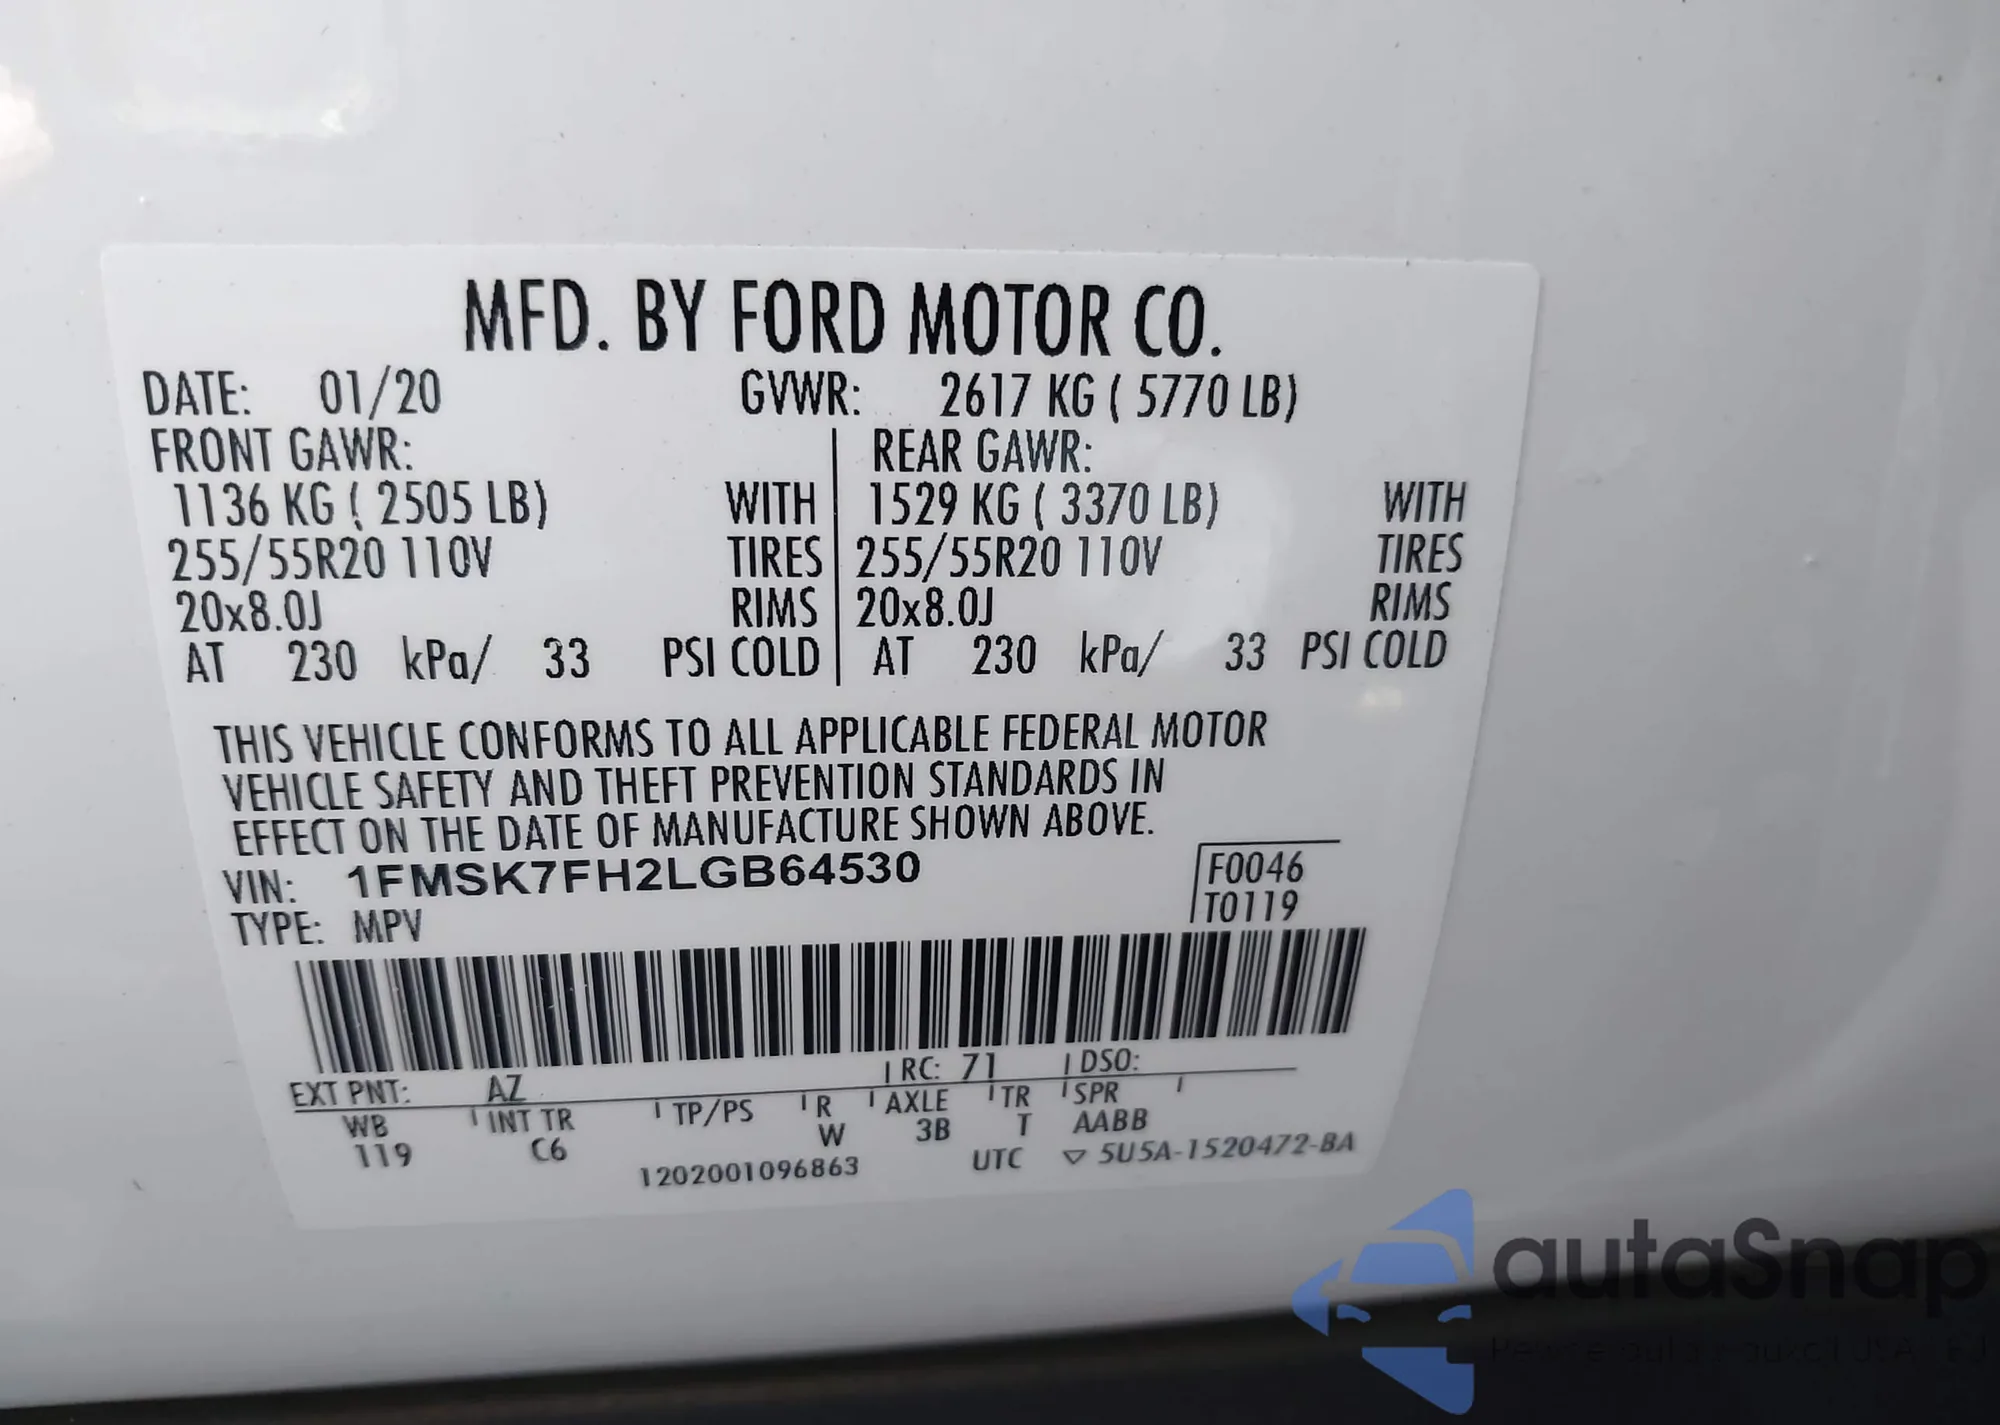 MFD. BY FORD MOTOR CO.
DATE: 01/20 GVWR: 2617 KG ( 5770 LB)
FRONT GAWR: REAR GAWR:
1136 KG ( 2505 LB) WITH 1529 KG ( 3370 LB) WITH
255/55R20 110V TIRES 255/55R20 110V TIRES
20x8.0J RIMS 20x8.0J RIMS
AT 230 kPa/ 33 PSI COLD AT 230 kPa/ 33 PSI COLD
THIS VEHICLE CONFORMS TO ALL APPLICABLE FEDERAL MOTOR
VEHICLE SAFETY AND THEFT PREVENTION STANDARDS IN
EFFECT ON THE DATE OF MANUFACTURE SHOWN ABOVE.
VIN: 1FMSK7FH2LGB64530 F0046
TYPE: MPV T0119
EXT PNT: AZ RC: 71 DSO:
WB INT TR TP/PS R AXLE TR SPR
119 C6 W 3B T AABB
1202001096863 UTC ▽ 5U5A-1520472-BA
autaSnap